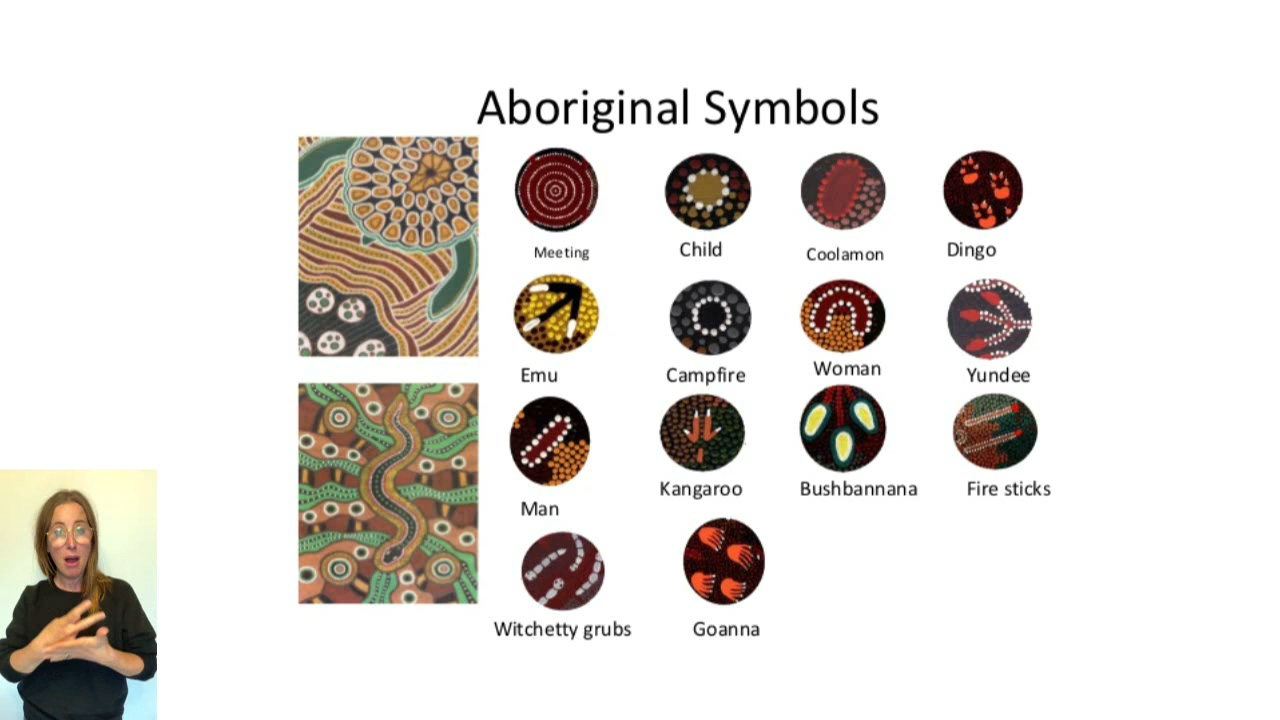 Aboriginal Symbols
Meeting
Child
Coolamon
Dingo
Emu
Campfire
Woman
Yundee
Man
Kangaroo
Bushbannana
Fire sticks
Witchetty grubs
Goanna